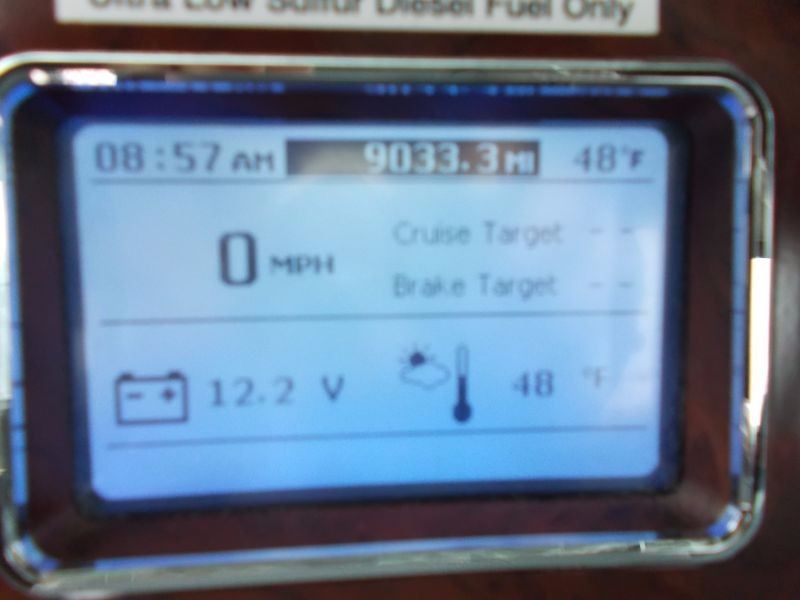 Ultra Low Sulfur Diesel Fuel Only
08:57 AM 9033.3 MI 48°F
0 MPH
Cruise Target - -
Brake Target - -
- + 12.2 V 48 °F